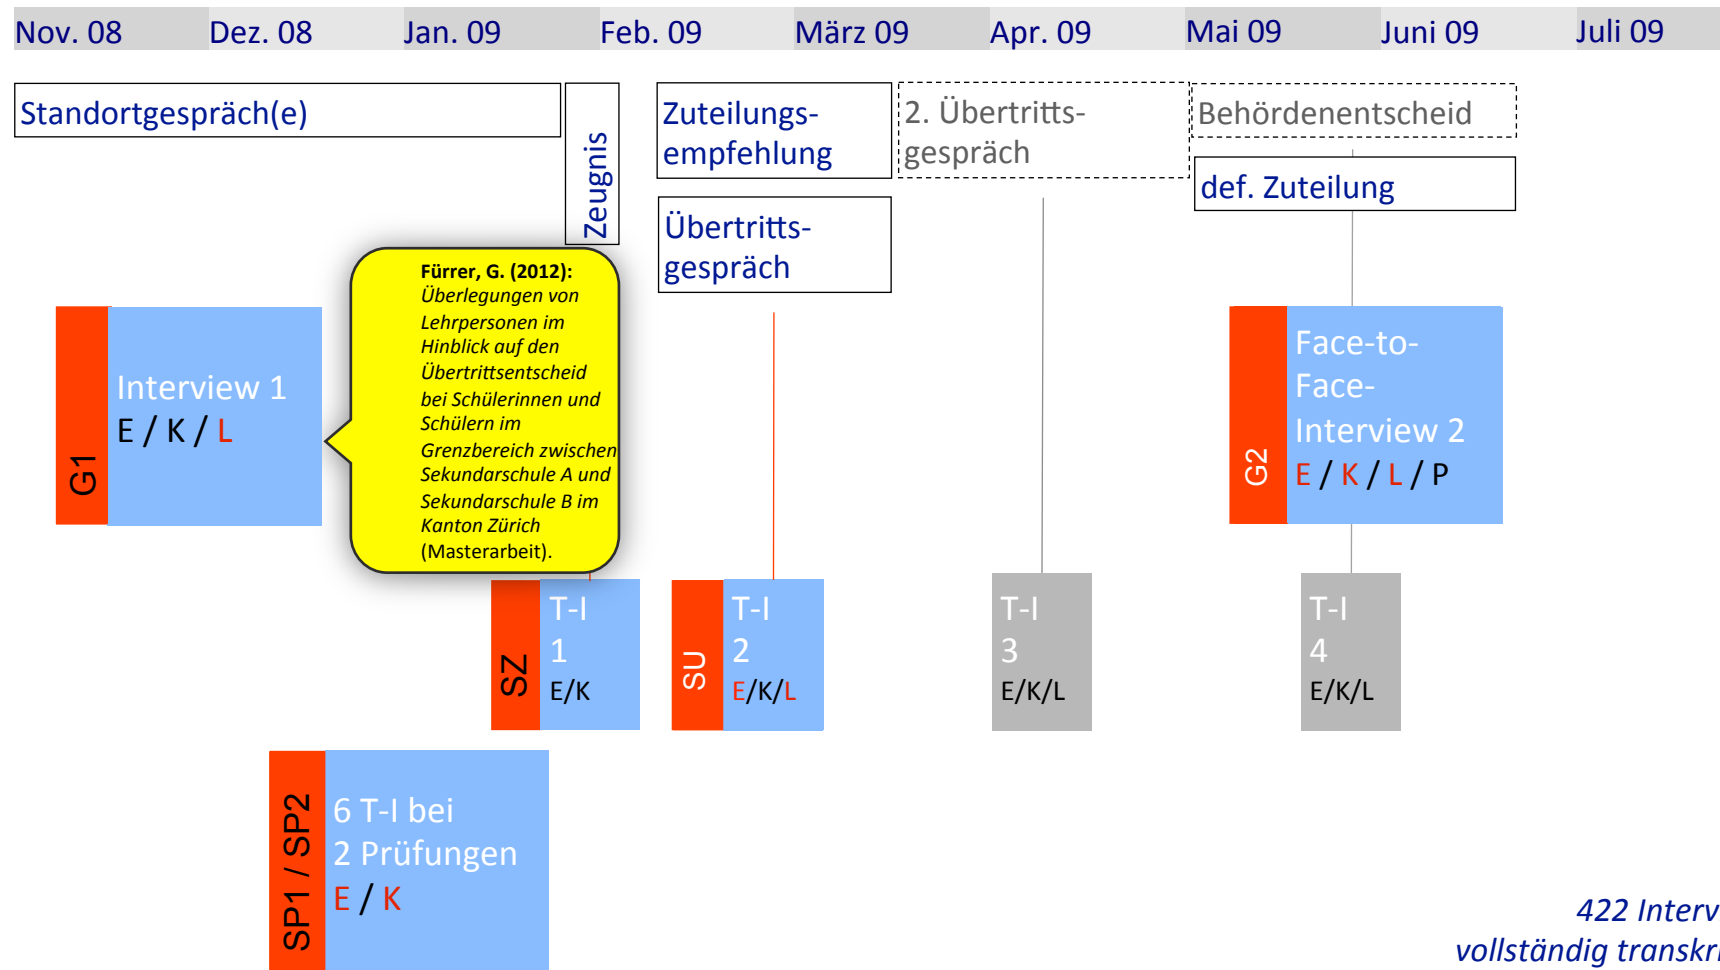 Nov. 08 Dez. 08 Jan. 09 Feb. 09 März 09 Apr. 09 Mai 09 Juni 09 Juli 09
Standortgespräch(e)
Zeugnis
Zuteilungs-
empfehlung
2. Übertritts-
gespräch
Behördenentscheid
def. Zuteilung
Übertritts-
gespräch
G1
Interview 1
E / K / L
Fürrer, G. (2012):
Überlegungen von
Lehrpersonen im
Hinblick auf den
Übertrittsentscheid
bei Schülerinnen und
Schülern im
Grenzbereich zwischen
Sekundarschule A und
Sekundarschule B im
Kanton Zürich
(Masterarbeit).
G2
Face-to-
Face-
Interview 2
E / K / L / P
SZ
T-I
1
E/K
SU
T-I
2
E/K/L
T-I
3
E/K/L
T-I
4
E/K/L
SP1 / SP2
6 T-I bei
2 Prüfungen
E / K
422
vollständig